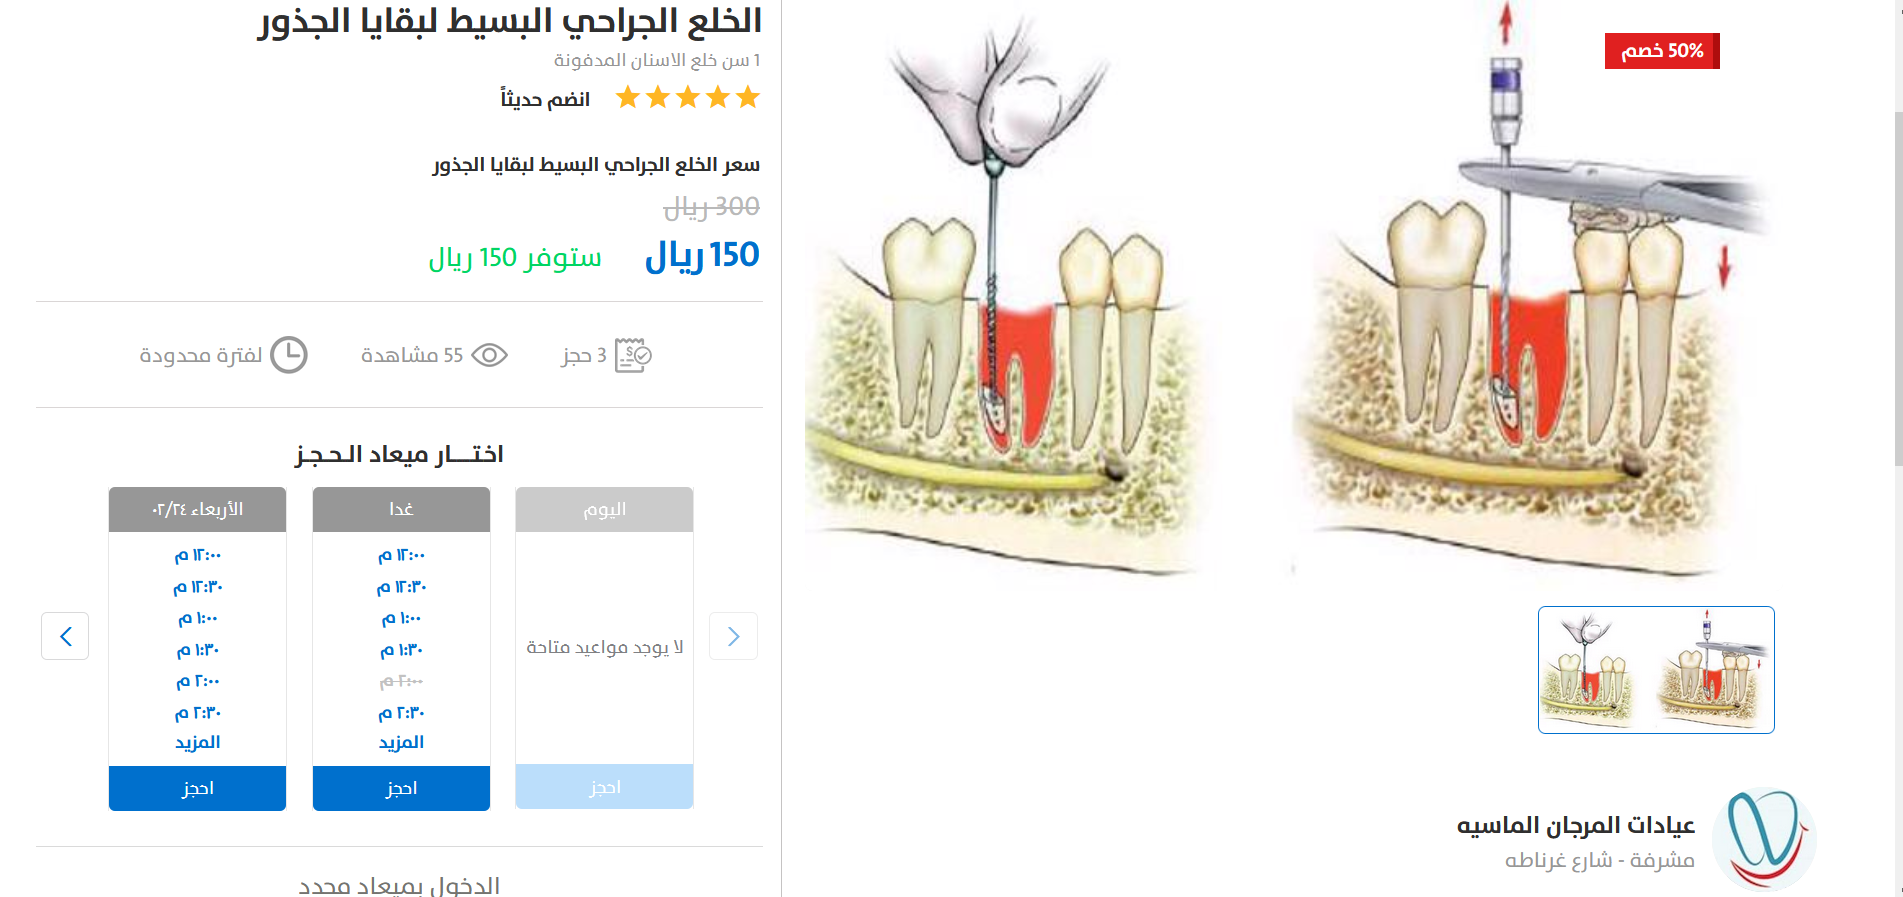 50% خصم
عيادات المرجان الماسيه
مشرفة - شارع غرناطه
الخلع الجراحي البسيط لبقايا الجذور
1 سن خلع الاسنان المدفونة
انضم حديثاً
سعر الخلع الجراحي البسيط لبقايا الجذور
300 ريال
150 ريال
ستوفر 150 ريال
3 حجز
55 مشاهدة
لفترة محدودة
اختـــار ميعاد الـحـجـز
اليوم
لا يوجد مواعيد متاحة
احجز
غدا
١٢:٠٠ م
١٢:٣٠ م
١:٠٠ م
١:٣٠ م
٢:٠٠ م
٢:٣٠ م
المزيد
احجز
الأربعاء ٠٢/٢٤
١٢:٠٠ م
١٢:٣٠ م
١:٠٠ م
١:٣٠ م
٢:٠٠ م
٢:٣٠ م
المزيد
احجز
الدخول بميعاد محدد